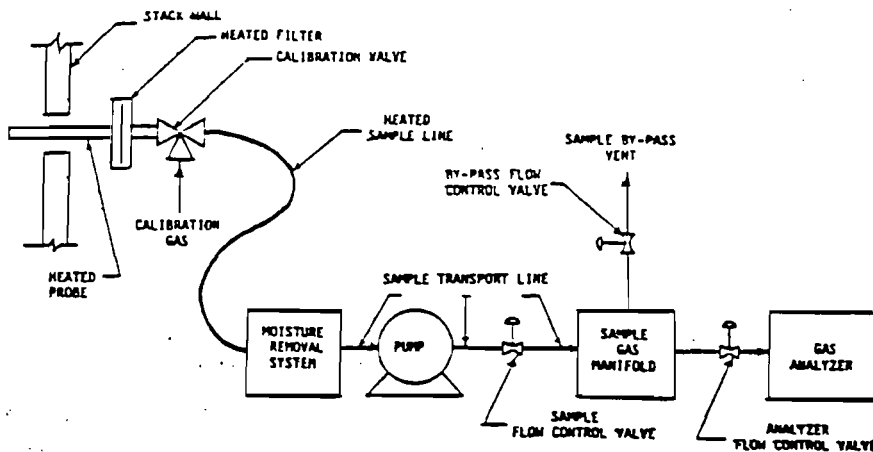 STACK WALL
HEATED FILTER
CALIBRATION VALVE
HEATED
SAMPLE LINE
SAMPLE BY-PASS
VENT
BY-PASS FLOW
CONTROL VALVE
CALIBRATION
GAS
HEATED
PROBE
SAMPLE TRANSPORT LINE
MOISTURE
REMOVAL
SYSTEM
PUMP
SAMPLE
GAS
MANIFOLD
GAS
ANALYZER
SAMPLE
FLOW CONTROL VALVE
ANALYZER
FLOW CONTROL VALVE